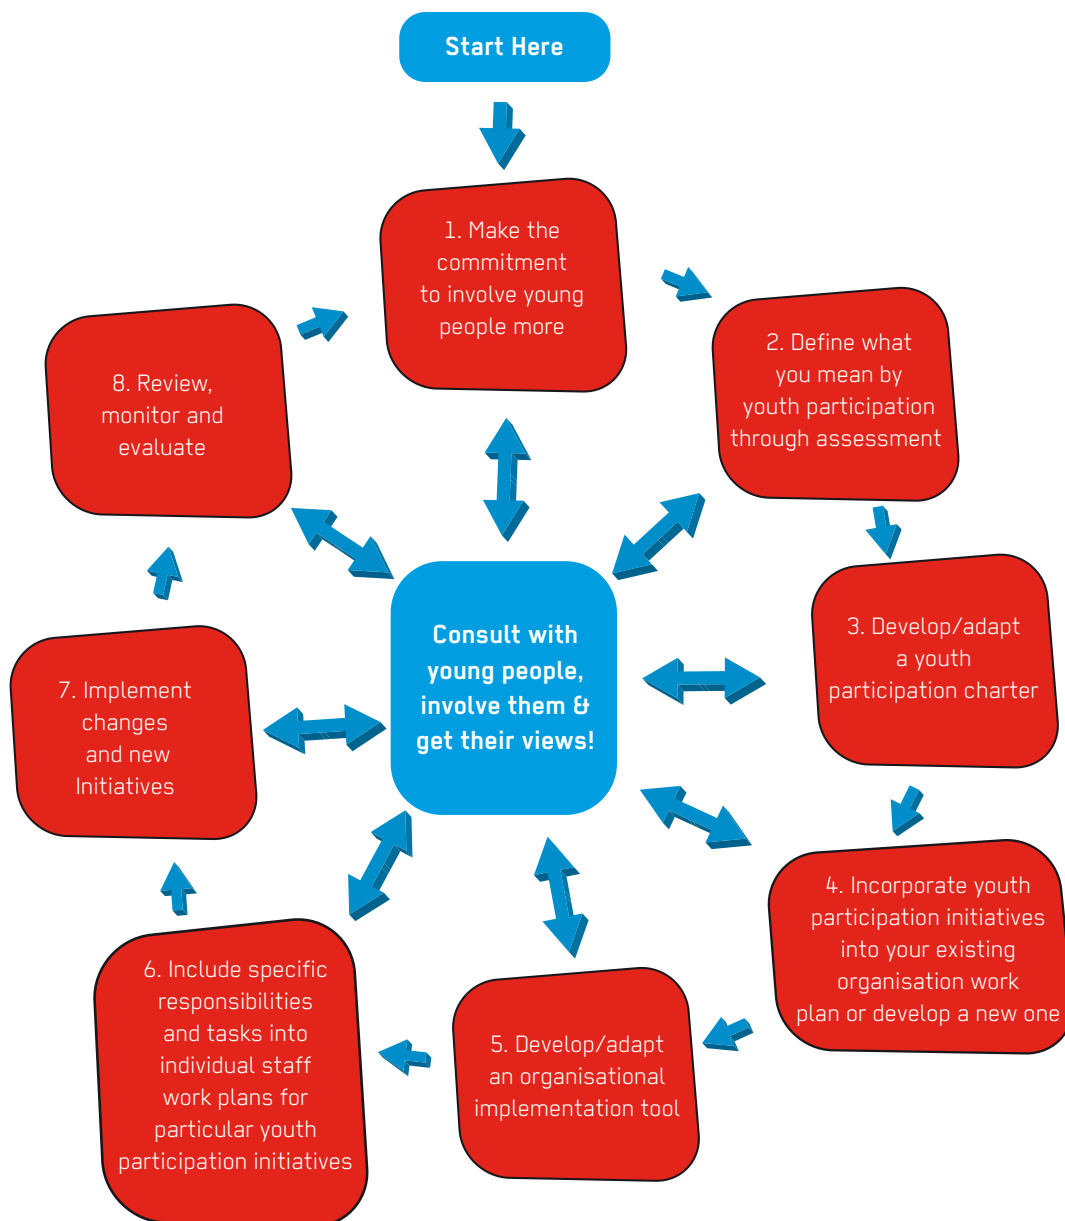 Start Here
1. Make the
commitment
to involve young
people more
2. Define what
you mean by
youth participation
through assessment
3. Develop/adapt
a youth
participation charter
4. Incorporate youth
participation initiatives
into your existing
organisation work
plan or develop a new one
5. Develop/adapt
an organisational
implementation tool
6. Include specific
responsibilities
and tasks into
individual staff
work plans for
particular youth
participation initiatives
7. Implement
changes
and new
Initiatives
8. Review,
monitor and
evaluate
Consult with
young people,
involve them &
get their views!